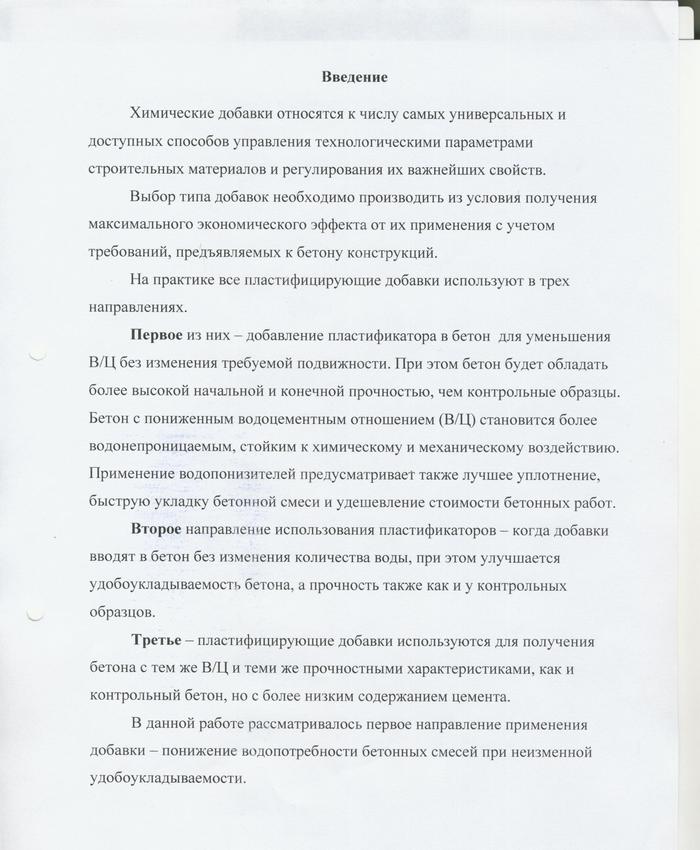 Введение
Химические добавки относятся к числу самых универсальных и
доступных способов управления технологическими параметрами
строительных материалов и регулирования их важнейших свойств.
Выбор типа добавок необходимо производить из условия получения
максимального экономического эффекта от их применения с учетом
требований, предъявляемых к бетону конструкций.
На практике все пластифицирующие добавки используют в трех
направлениях.
Первое из них – добавление пластификатора в бетон  для уменьшения
В/Ц без изменения требуемой подвижности. При этом бетон будет обладать
более высокой начальной и конечной прочностью, чем контрольные образцы.
Бетон с пониженным водоцементным отношением (В/Ц) становится более
водонепроницаемым, стойким к химическому и механическому воздействию.
Применение водопонизителей предусматривает также лучшее уплотнение,
быструю укладку бетонной смеси и удешевление стоимости бетонных работ.
Второе направление использования пластификаторов – когда добавки
вводят в бетон без изменения количества воды, при этом улучшается
удобоукладываемость бетона, а прочность также как и у контрольных
образцов.
Третье – пластифицирующие добавки используются для получения
бетона с тем же В/Ц и теми же прочностными характеристиками, как и
контрольный бетон, но с более низким содержанием цемента.
В данной работе рассматривалось первое направление применения
добавки – понижение водопотребности бетонных смесей при неизменной
удобоукладываемости.